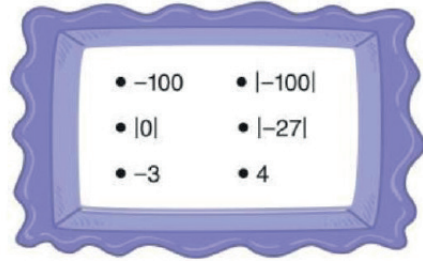 • –100 • |–100|
• |0| • |–27|
• –3 • 4